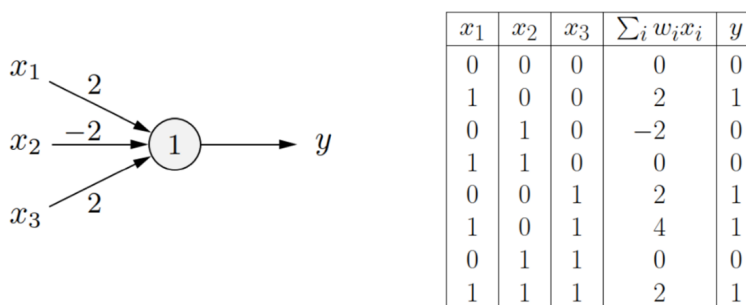 x₁ 2
x₂ −2 1 y
x₃ 2
x₁ x₂ x₃ ∑ᵢ wᵢxᵢ y
0 0 0 0 0
1 0 0 2 1
0 1 0 −2 0
1 1 0 0 0
0 0 1 2 1
1 0 1 4 1
0 1 1 0 0
1 1 1 2 1